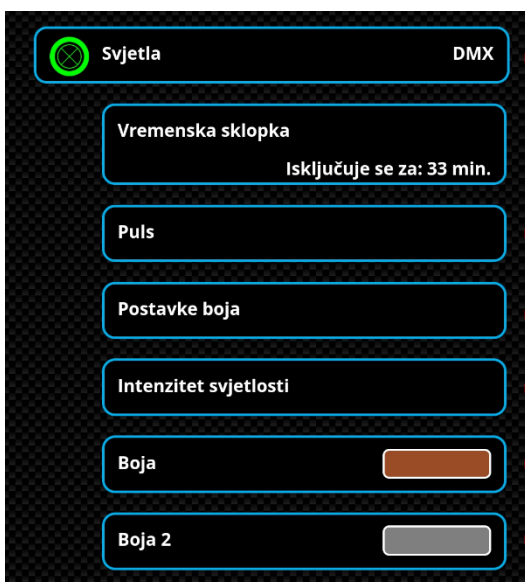 Svjetla DMX
Vremenska sklopka
Isključuje se za: 33 min.
Puls
Postavke boja
Intenzitet svjetlosti
Boja
Boja 2